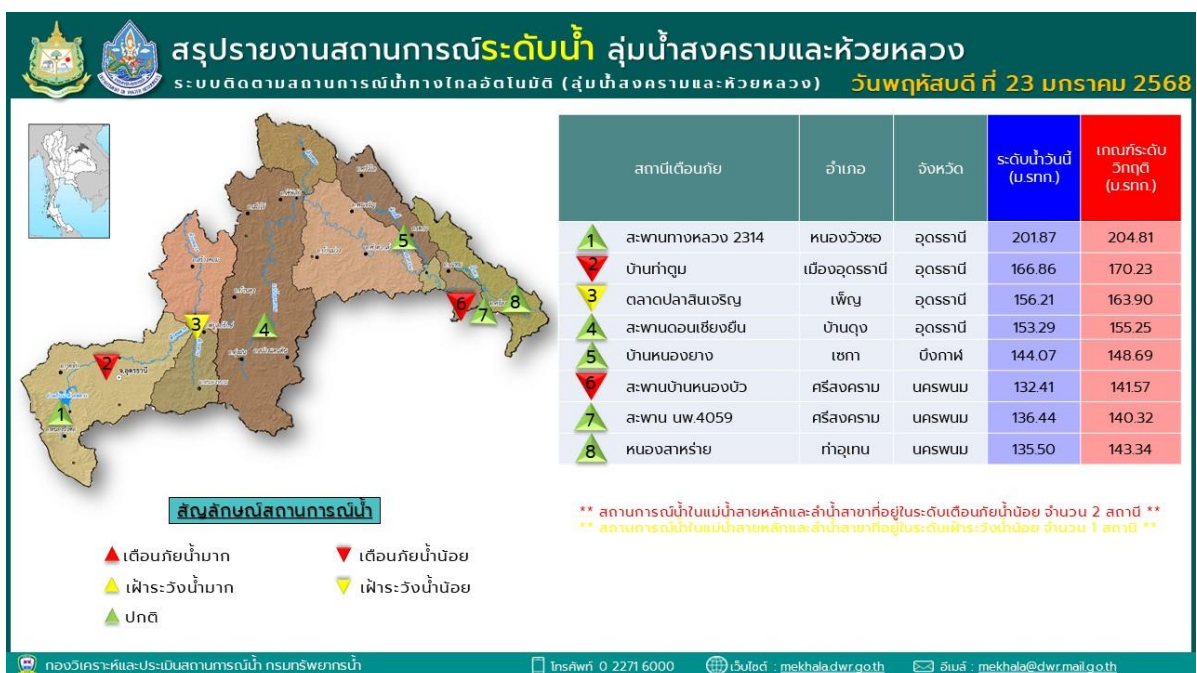 สรุปรายงานสถานการณ์ระดับน้ำ ลุ่มน้ำสงครามและห้วยหลวง
ระบบติดตามสถานการณ์น้ำทางไกลอัตโนมัติ (ลุ่มน้ำสงครามและห้วยหลวง) วันพฤหัสบดี ที่ 23 มกราคม 2568
สถานีเตือนภัย อำเภอ จังหวัด ระดับน้ำวันนี้ (ม.รทก.) เกณฑ์ระดับวิกฤติ (ม.รทก.)
1 สะพานทางหลวง 2314 หนองวัวซอ อุดรธานี 201.87 204.81
2 บ้านท่าตูม เมืองอุดรธานี อุดรธานี 166.86 170.23
3 ตลาดปลาสินเจริญ เพ็ญ อุดรธานี 156.21 163.90
4 สะพานดอนเชียงยืน บ้านดุง อุดรธานี 153.29 155.25
5 บ้านหนองยาง เซกา บึงกาฬ 144.07 148.69
6 สะพานบ้านหนองบัว ศรีสงคราม นครพนม 132.41 141.57
7 สะพาน นพ.4059 ศรีสงคราม นครพนม 136.44 140.32
8 หนองสาหร่าย ท่าอุเทน นครพนม 135.50 143.34
5
6
7
8
3
4
2
จ.อุดรธานี
1
สัญลักษณ์สถานการณ์น้ำ
เตือนภัยน้ำมาก เตือนภัยน้ำน้อย
เฝ้าระวังน้ำมาก เฝ้าระวังน้ำน้อย
ปกติ
** สถานการณ์น้ำในแม่น้ำสายหลักและลำน้ำสาขาที่อยู่ในระดับเตือนภัยน้ำน้อย จำนวน 2 สถานี **
** สถานการณ์น้ำในแม่น้ำสายหลักและลำน้ำสาขาที่อยู่ในระดับเฝ้าระวังน้ำน้อย จำนวน 1 สถานี **
กองวิเคราะห์และประเมินสถานการณ์น้ำ กรมทรัพยากรน้ำ โทรศัพท์ 0 2271 6000 เว็บไซต์ : mekhala.dwr.go.th อีเมล์ : mekhala@dwr.mail.go.th